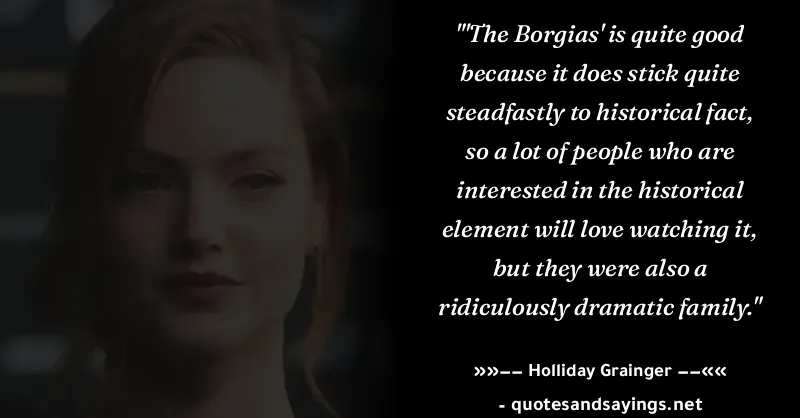 "'The Borgias' is quite good
because it does stick quite
steadfastly to historical fact,
so a lot of people who are
interested in the historical
element will love watching it,
but they were also a
ridiculously dramatic family."
»»−− Holliday Grainger −−««
- quotesandsayings.net